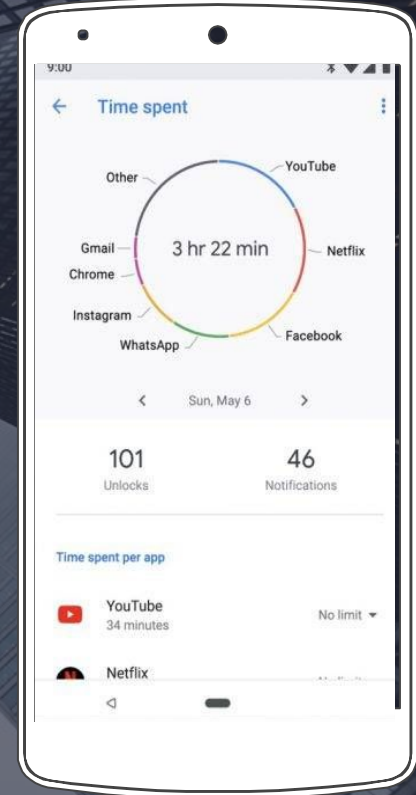 9:00
Time spent
Other
YouTube
Gmail
3 hr 22 min
Netflix
Chrome
Instagram
Facebook
WhatsApp
Sun, May 6
101
46
Unlocks
Notifications
Time spent per app
YouTube
34 minutes
No limit
Netflix